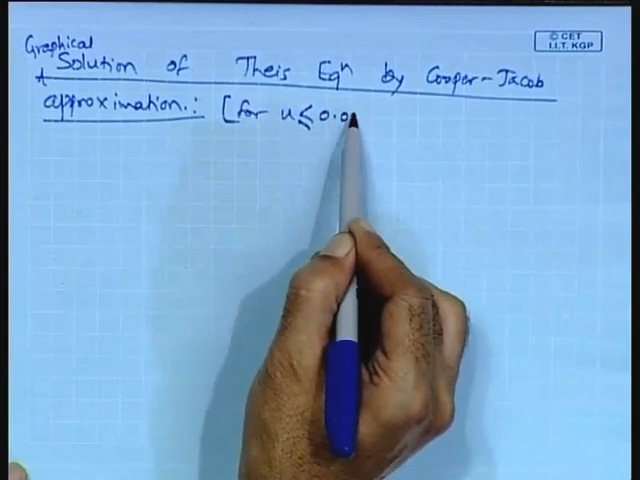 © CET
I.I.T. KGP
Graphical
Solution of Theis Eqⁿ by Cooper-Jacob
approximation.: [for u ≤ 0.0